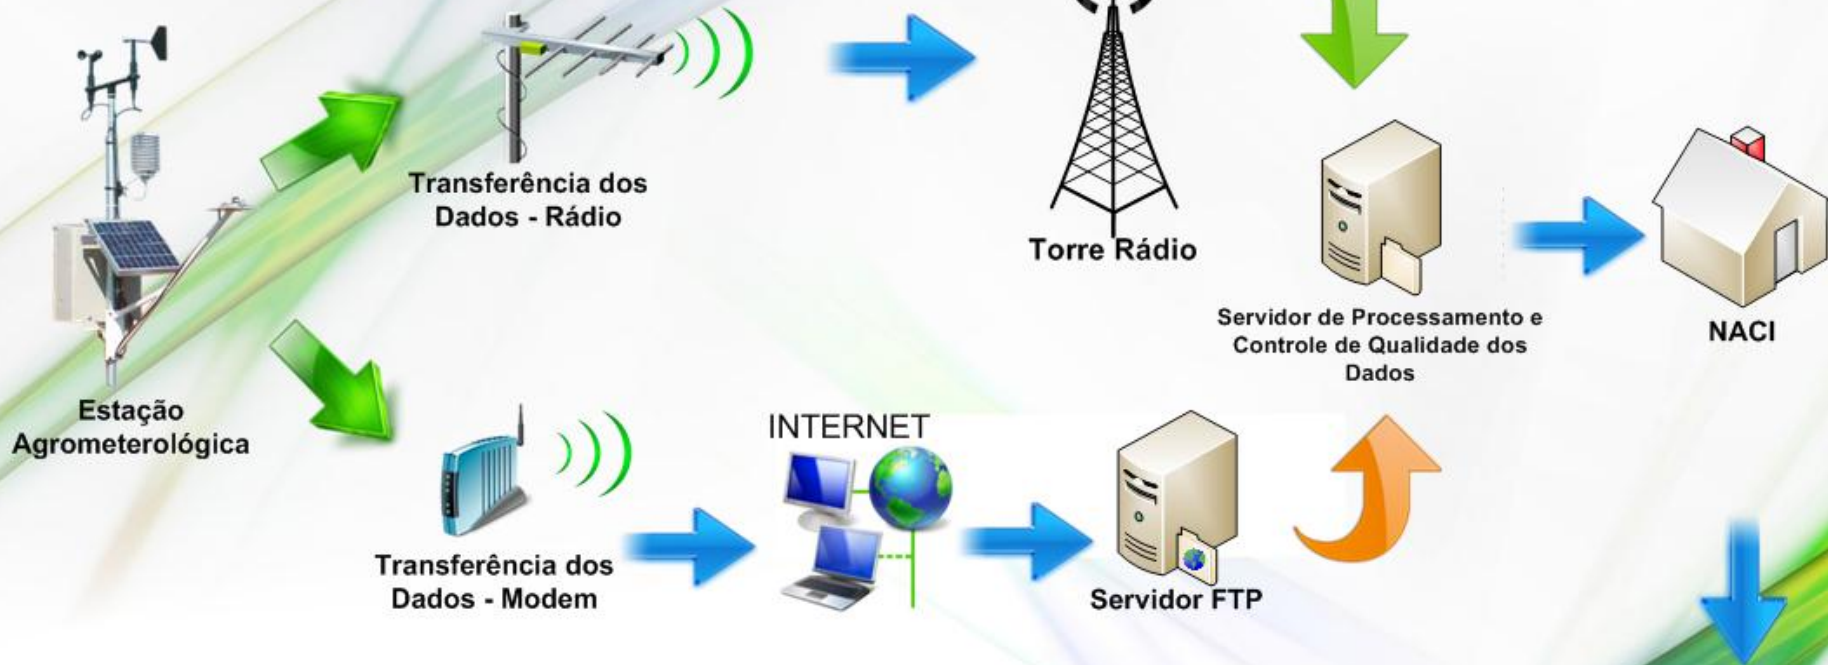 Transferência dos
Dados - Rádio
Torre Rádio
Servidor de Processamento e
Controle de Qualidade dos
Dados
NACI
Estação
Agrometerológica
INTERNET
Transferência dos
Dados - Modem
Servidor FTP